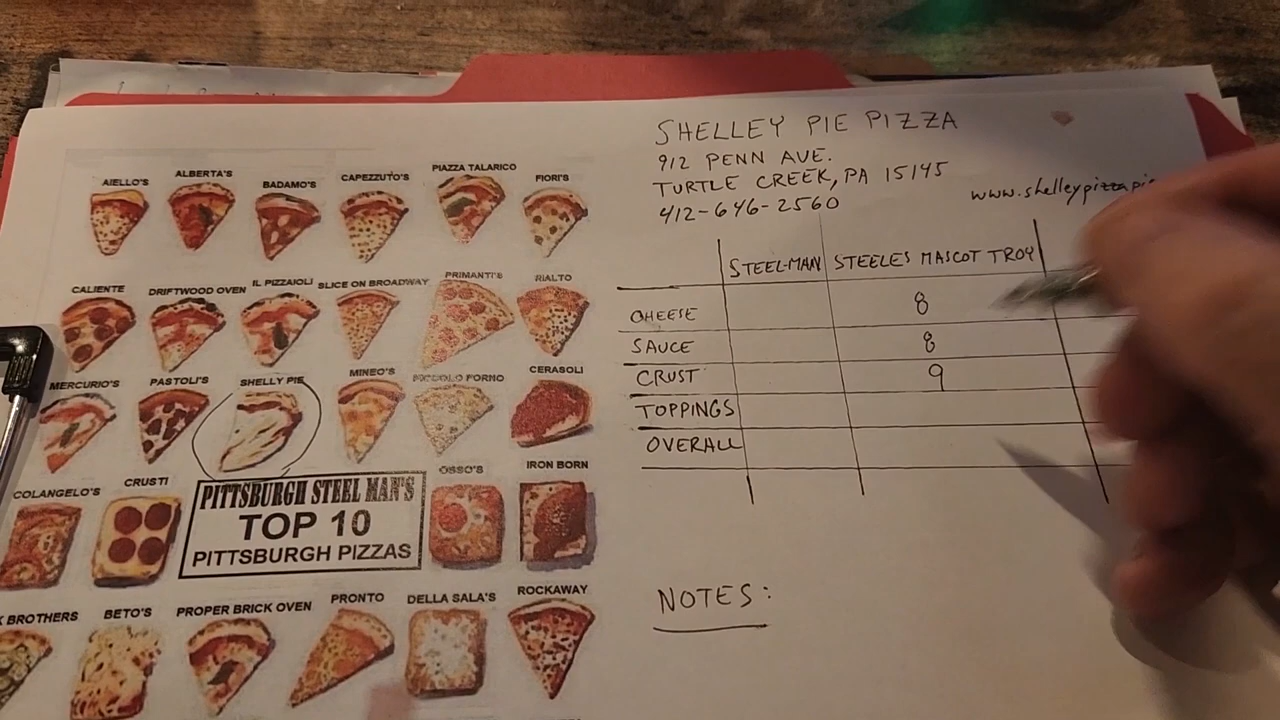 SHELLEY PIE PIZZA
912 PENN AVE.
TURTLE CREEK, PA 15145
412-646-2560
STEEL-MAN STEELES MASCOT TROY
CHEESE 8
SAUCE 8
CRUST 9
TOPPINGS
OVERALL
NOTES:
AIELLO'S ALBERTA'S BADAMO'S CAPEZZUTO'S PIAZZA TALARICO FIORI'S
CALIENTE DRIFTWOOD OVEN IL PIZZAIOLI SLICE ON BROADWAY PRIMANTI'S RIALTO
MERCURIO'S PASTOLI'S SHELLY PIE MINEO'S PICCOLO FORNO CERASOLI
COLANGELO'S CRUSTI OSSO'S IRON BORN
PITTSBURGH STEEL MAN'S
TOP 10
PITTSBURGH PIZZAS
BROTHERS BETO'S PROPER BRICK OVEN PRONTO DELLA SALA'S ROCKAWAY